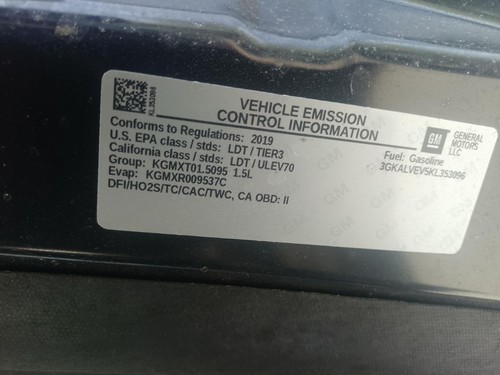 KL353096
VEHICLE EMISSION
CONTROL INFORMATION
Conforms to Regulations: 2019
U.S. EPA class / stds: LDT / TIER3
California class / stds: LDT / ULEV70
Group: KGMXT01.5095 1.5L
Evap: KGMXR009537C
DFI/HO2S/TC/CAC/TWC, CA OBD: II
GM
GENERAL
MOTORS
LLC
Fuel: Gasoline
3GKALVEV5KL353096